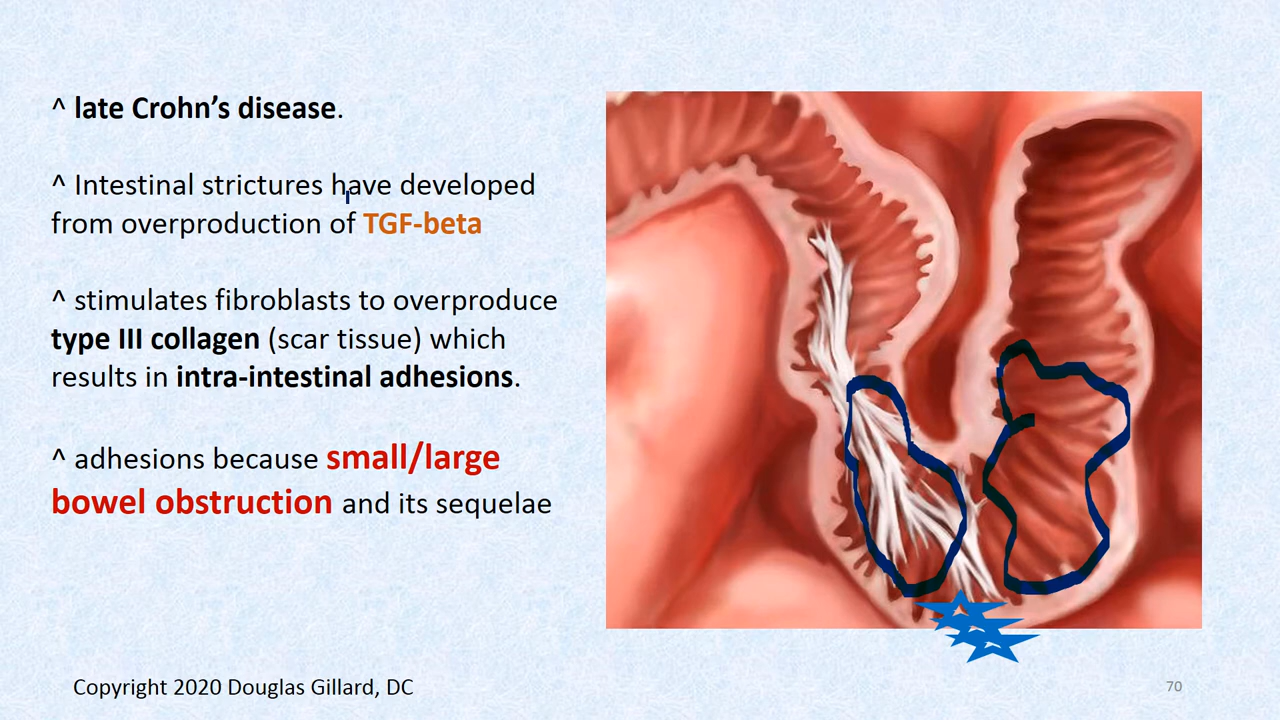 ^ late Crohn’s disease.
^ Intestinal strictures have developed
from overproduction of TGF-beta
^ stimulates fibroblasts to overproduce
type III collagen (scar tissue) which
results in intra-intestinal adhesions.
^ adhesions because small/large
bowel obstruction and its sequelae
Copyright 2020 Douglas Gillard, DC
70